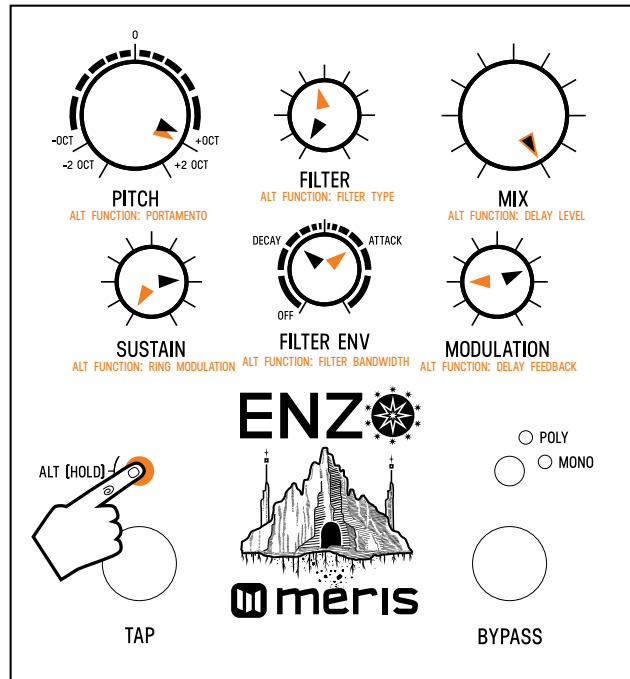 0
-OCT
+OCT
-2 OCT
+2 OCT
PITCH
ALT FUNCTION: PORTAMENTO
FILTER
ALT FUNCTION: FILTER TYPE
MIX
ALT FUNCTION: DELAY LEVEL
DECAY
ATTACK
OFF
SUSTAIN
ALT FUNCTION: RING MODULATION
FILTER ENV
ALT FUNCTION: FILTER BANDWIDTH
MODULATION
ALT FUNCTION: DELAY FEEDBACK
ENZO
POLY
MONO
ALT (HOLD)
meris
TAP
BYPASS